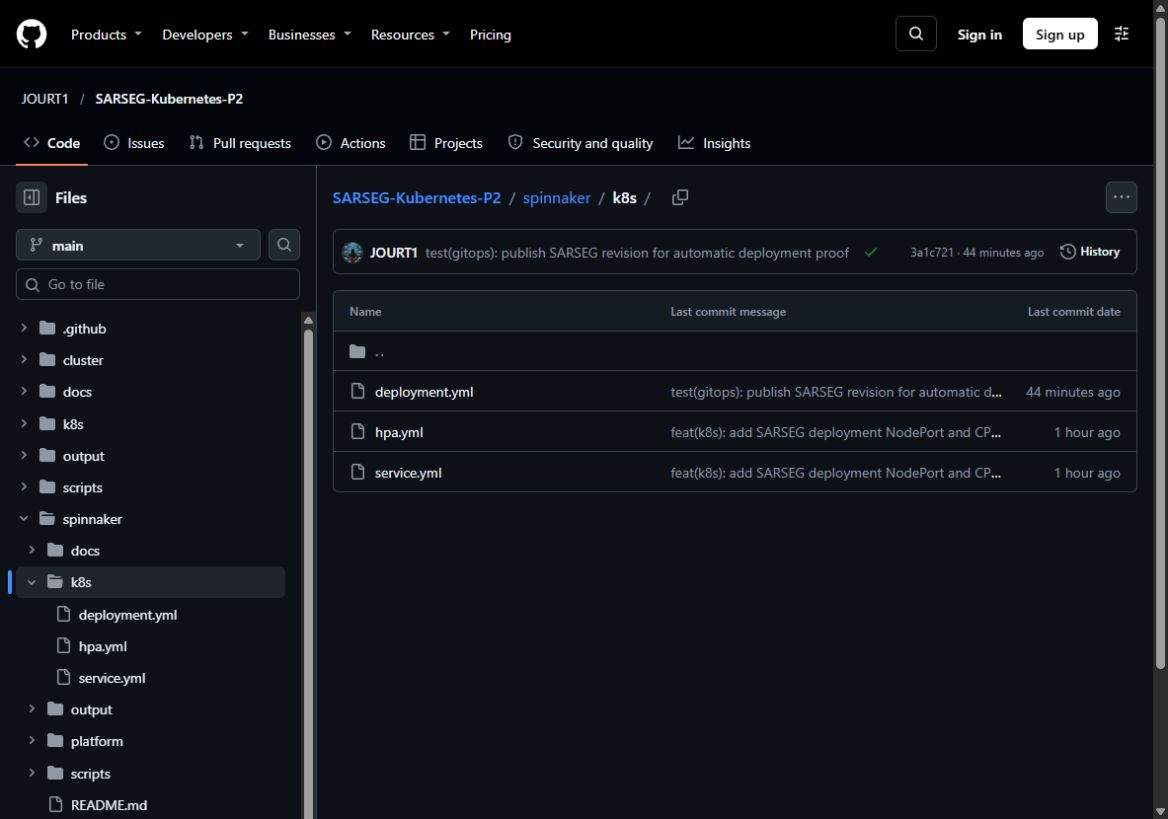 Products Developers Businesses Resources Pricing Sign in Sign up
JOURT1 / SARSEG-Kubernetes-P2
Code Issues Pull requests Actions Projects Security and quality Insights
Files
main
Go to file
.github
cluster
docs
k8s
output
scripts
spinnaker
docs
k8s
deployment.yml
hpa.yml
service.yml
output
platform
scripts
README.md
SARSEG-Kubernetes-P2 / spinnaker / k8s /
JOURT1 test(gitops): publish SARSEG revision for automatic deployment proof 3a1c721 · 44 minutes ago History
Name Last commit message Last commit date
..
deployment.yml test(gitops): publish SARSEG revision for automatic d... 44 minutes ago
hpa.yml feat(k8s): add SARSEG deployment NodePort and CP... 1 hour ago
service.yml feat(k8s): add SARSEG deployment NodePort and CP... 1 hour ago